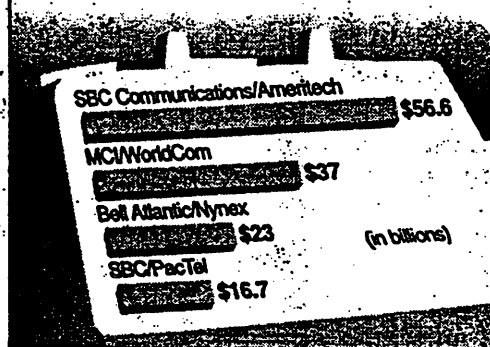 SBC Communications/Ameritech
$56.6
MCI/WorldCom
$37
Bell Atlantic/Nynex
$23
(in billions)
SBC/PacTel
$16.7